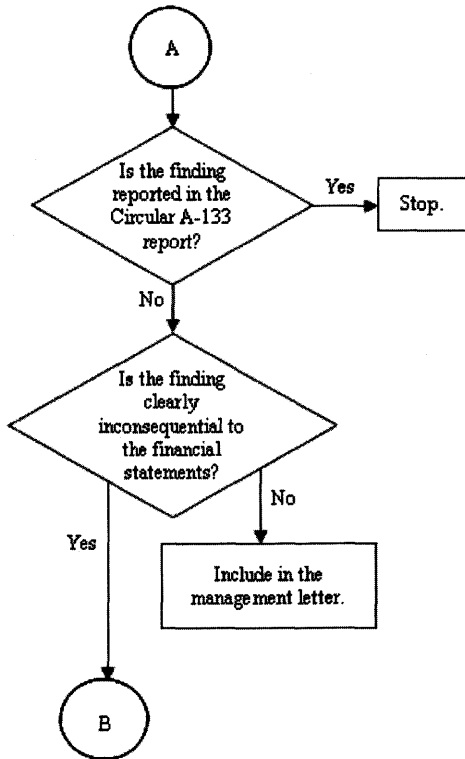 A
Is the finding
reported in the
Circular A-133
report?
Yes
Stop.
No
Is the finding
clearly
inconsequential to
the financial
statements?
No
Yes
Include in the
management letter.
B